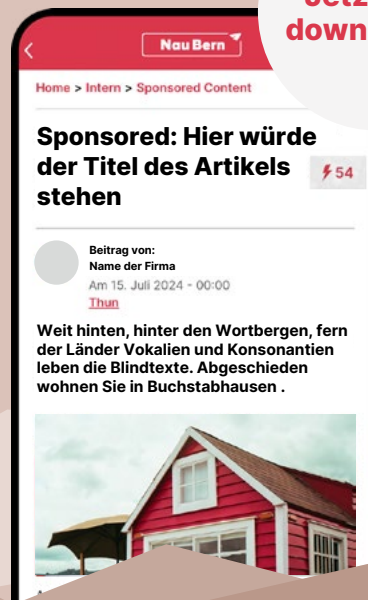 down
Nau Bern
Home > Intern > Sponsored Content
Sponsored: Hier würde
der Titel des Artikels
stehen
54
Beitrag von:
Name der Firma
Am 15. Juli 2024 - 00:00
Thun
Weit hinten, hinter den Wortbergen, fern
der Länder Vokalien und Konsonantien
leben die Blindtexte. Abgeschieden
wohnen Sie in Buchstabhausen .